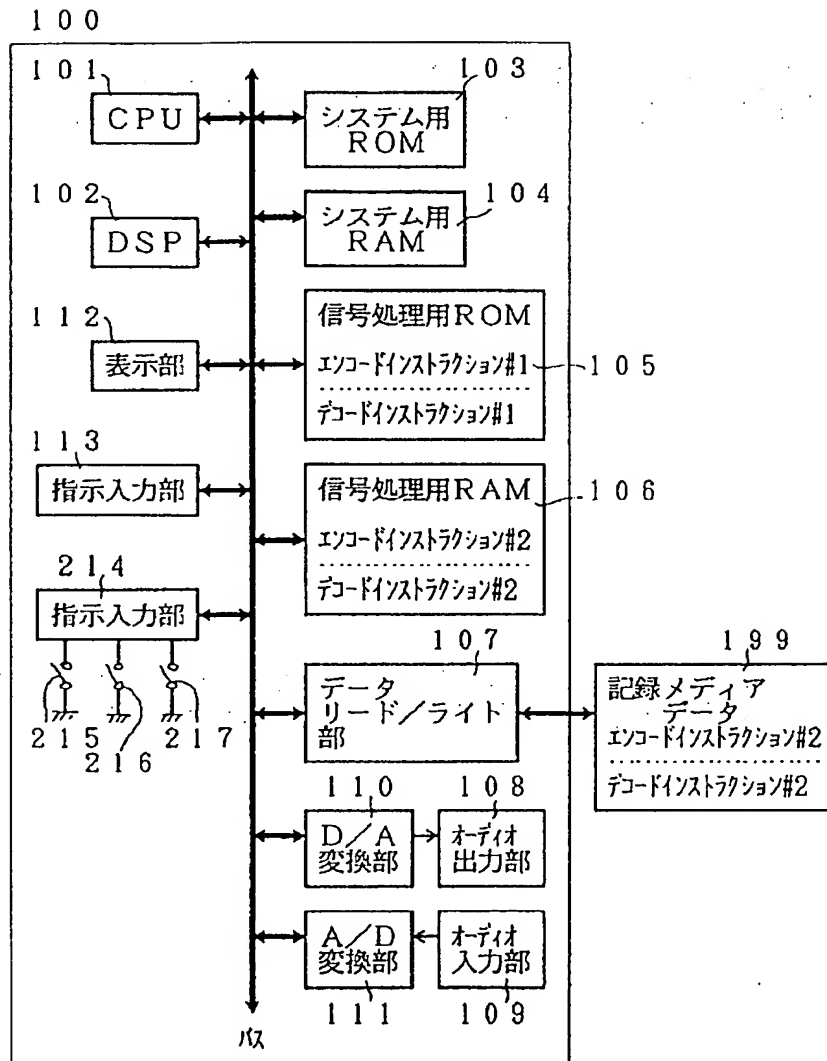 100
101
CPU
103
システム用
ROM
102
DSP
システム用
RAM
104
112
表示部
信号処理用ROM
エンコードインストラクション#1
デコードインストラクション#1
105
113
指示入力部
信号処理用RAM
エンコードインストラクション#2
デコードインストラクション#2
106
214
指示入力部
215
216
217
107
データ
リード/ライト
部
199
記録メディア
データ
エンコードインストラクション#2
デコードインストラクション#2
110
D/A
変換部
108
オーディオ
出力部
A/D
変換部
111
オーディオ
入力部
109
バス